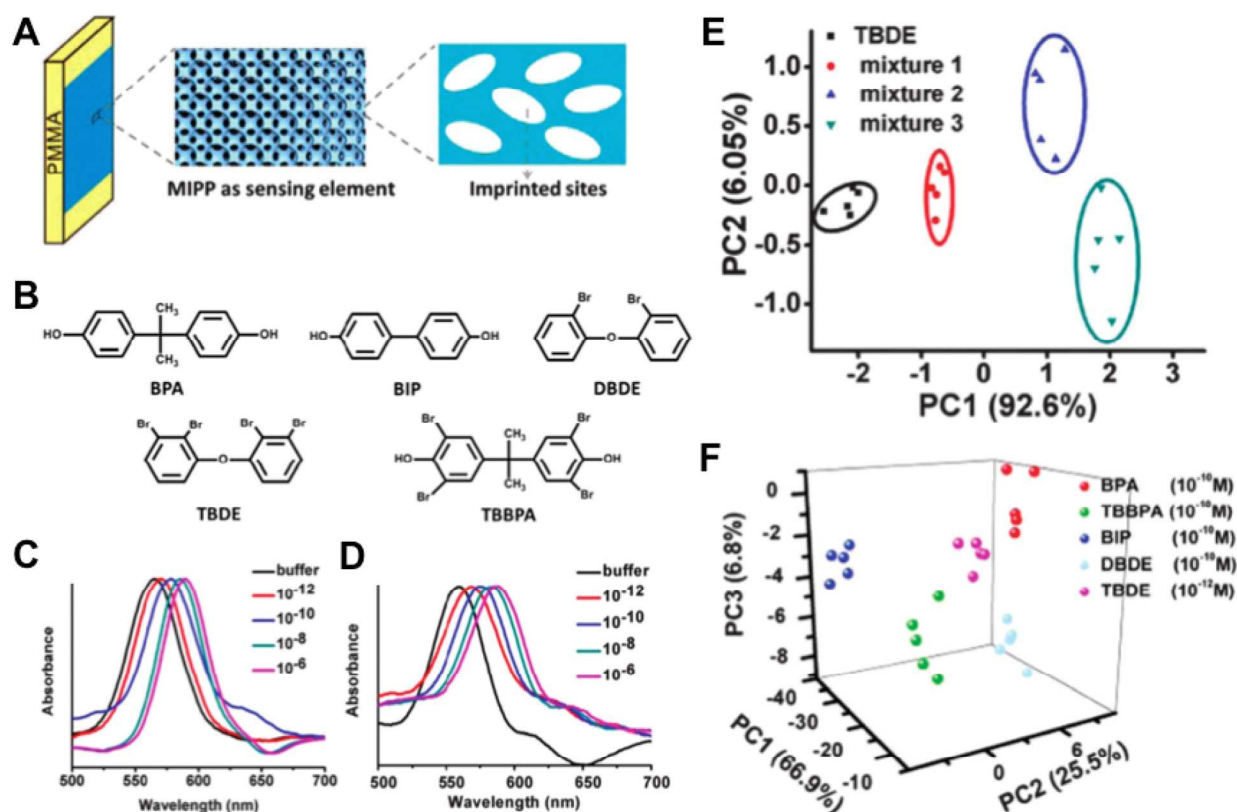 A
PMMA
MIPP as sensing element
Imprinted sites
B
HO
CH3
CH3
OH
BPA
HO
OH
BIP
Br
Br
O
DBDE
Br
Br
Br
Br
O
TBDE
Br
HO
Br
CH3
CH3
Br
OH
Br
TBBPA
C
Absorbance
buffer
10-12
10-10
10-8
10-6
500
550
600
650
700
Wavelength (nm)
D
Absorbance
buffer
10-12
10-10
10-8
10-6
500
550
600
650
700
Wavelength (nm)
E
TBDE
mixture 1
mixture 2
mixture 3
PC2 (6.05%)
1.0
0.5
0.0
-0.5
-1.0
-2
-1
0
1
2
3
PC1 (92.6%)
F
BPA (10-10M)
TBBPA (10-10M)
BIP (10-10M)
DBDE (10-10M)
TBDE (10-12M)
PC3 (6.8%)
0
-2
-4
-6
-8
-40
-30
-20
-10
PC1 (66.9%)
0
6
PC2 (25.5%)